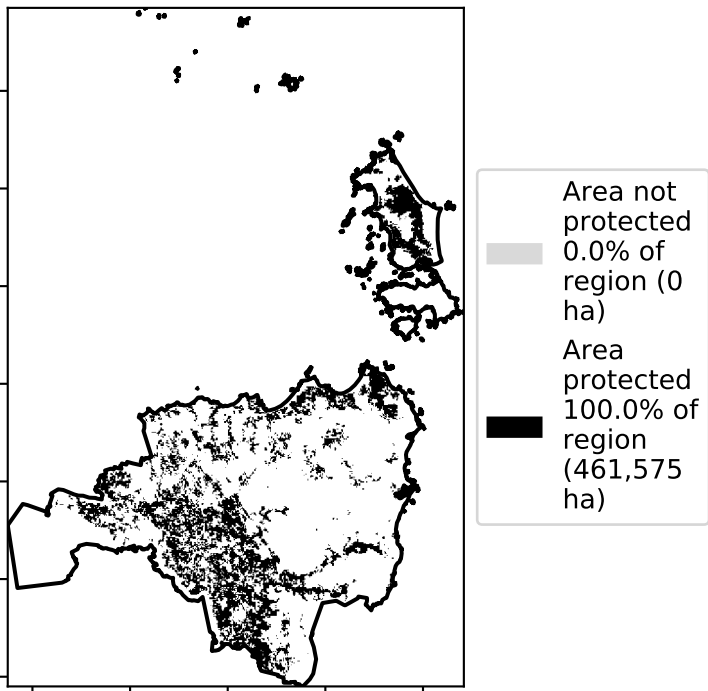 Area not
protected
0.0% of
region (0
ha)
Area
protected
100.0% of
region
(461,575
ha)